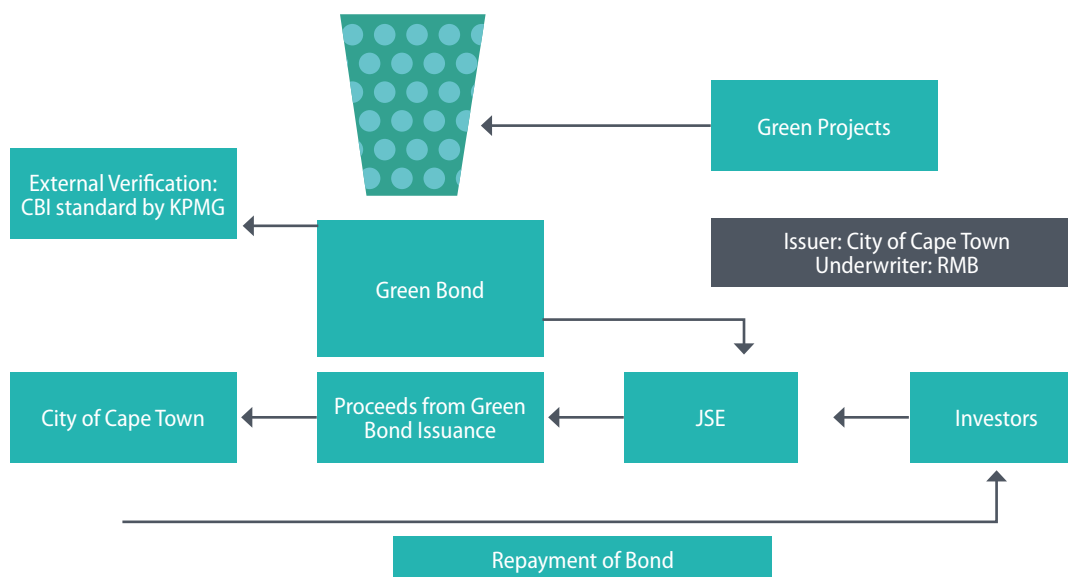 Green Projects
External Verification:
CBI standard by KPMG
Issuer: City of Cape Town
Underwriter: RMB
Green Bond
City of Cape Town
Proceeds from Green
Bond Issuance
JSE
Investors
Repayment of Bond